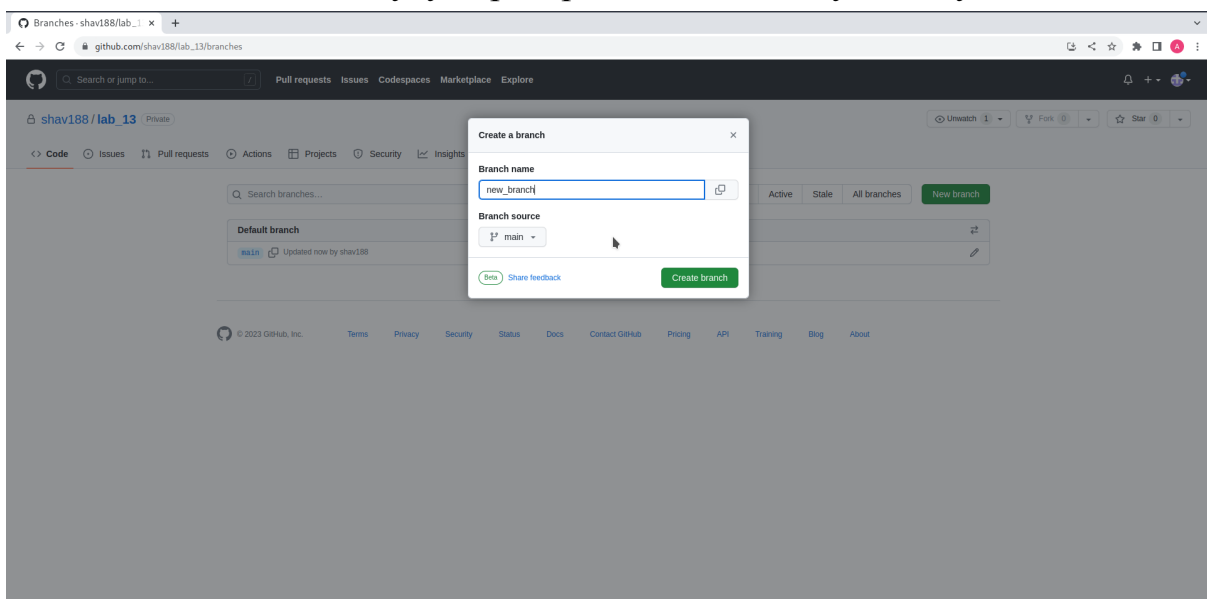 Branches · shav188/lab_1
github.com/shav188/lab_13/branches
A
Search or jump to...
/
Pull requests Issues Codespaces Marketplace Explore
shav188 / lab_13 Private
Unwatch 1
Fork 0
Star 0
Code Issues Pull requests Actions Projects Security Insights
Create a branch
Branch name
new_branch
Branch source
main
Beta Share feedback
Create branch
Search branches...
Active Stale All branches
New branch
Default branch
main Updated now by shav188
© 2023 GitHub, Inc. Terms Privacy Security Status Docs Contact GitHub Pricing API Training Blog About